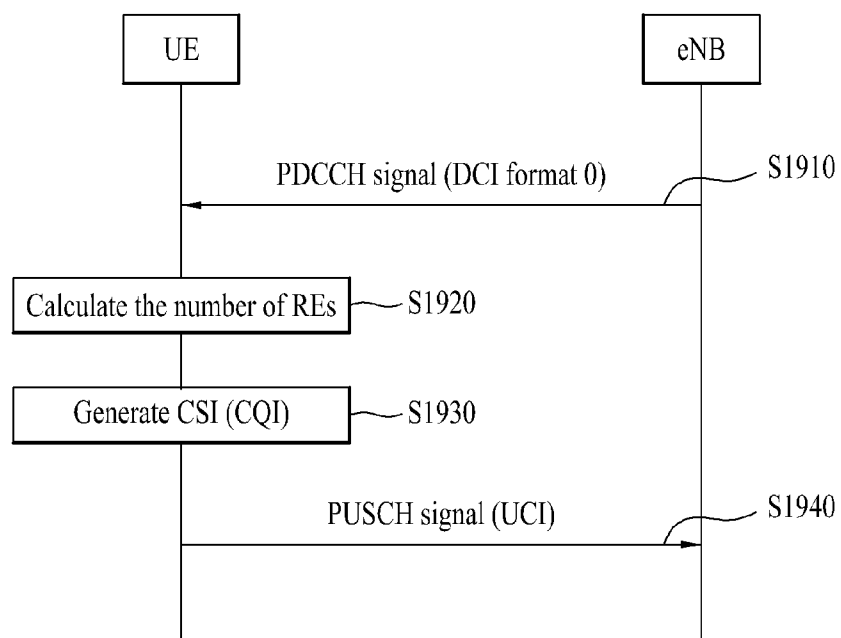 UE
eNB
PDCCH signal (DCI format 0)
S1910
Calculate the number of REs
S1920
Generate CSI (CQI)
S1930
PUSCH signal (UCI)
S1940